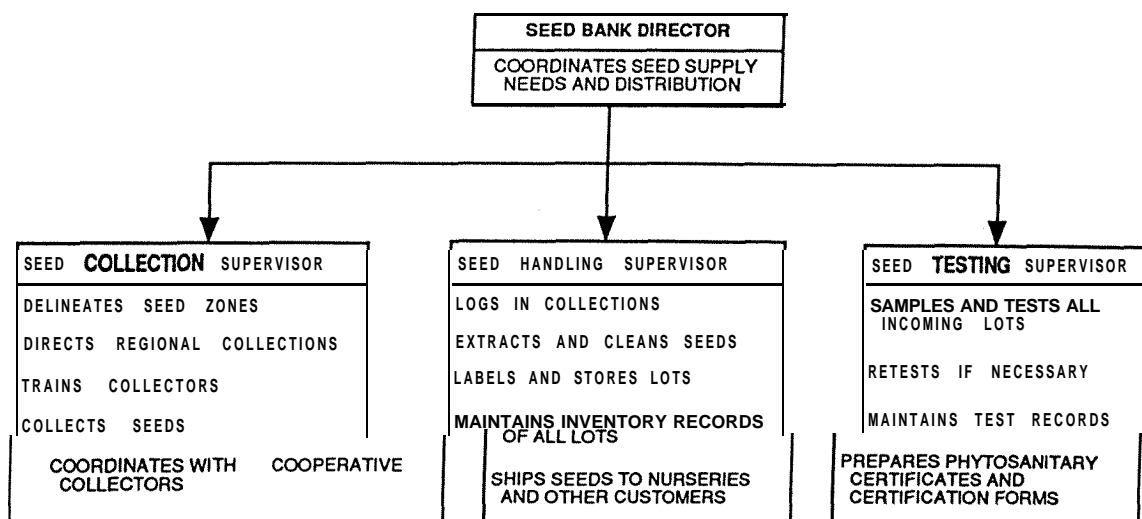 SEED BANK DIRECTOR
COORDINATES SEED SUPPLY
NEEDS AND DISTRIBUTION
SEED COLLECTION SUPERVISOR
DELINEATES SEED ZONES
DIRECTS REGIONAL COLLECTIONS
TRAINS COLLECTORS
COLLECTS SEEDS
COORDINATES WITH COOPERATIVE
COLLECTORS
SEED HANDLING SUPERVISOR
LOGS IN COLLECTIONS
EXTRACTS AND CLEANS SEEDS
LABELS AND STORES LOTS
MAINTAINS INVENTORY RECORDS
OF ALL LOTS
SHIPS SEEDS TO NURSERIES
AND OTHER CUSTOMERS
SEED TESTING SUPERVISOR
SAMPLES AND TESTS ALL
INCOMING LOTS
RETESTS IF NECESSARY
MAINTAINS TEST RECORDS
PREPARES PHYTOSANITARY
CERTIFICATES AND
CERTIFICATION FORMS